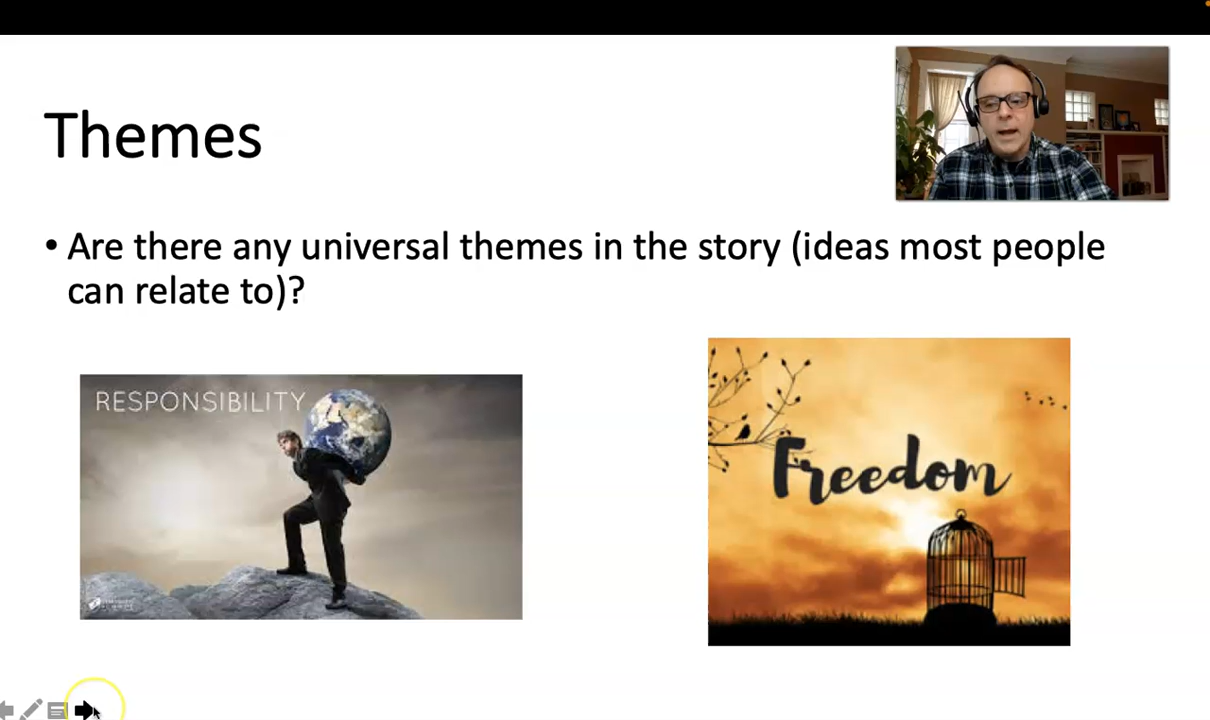 Themes
• Are there any universal themes in the story (ideas most people
can relate to)?
RESPONSIBILITY
Freedom